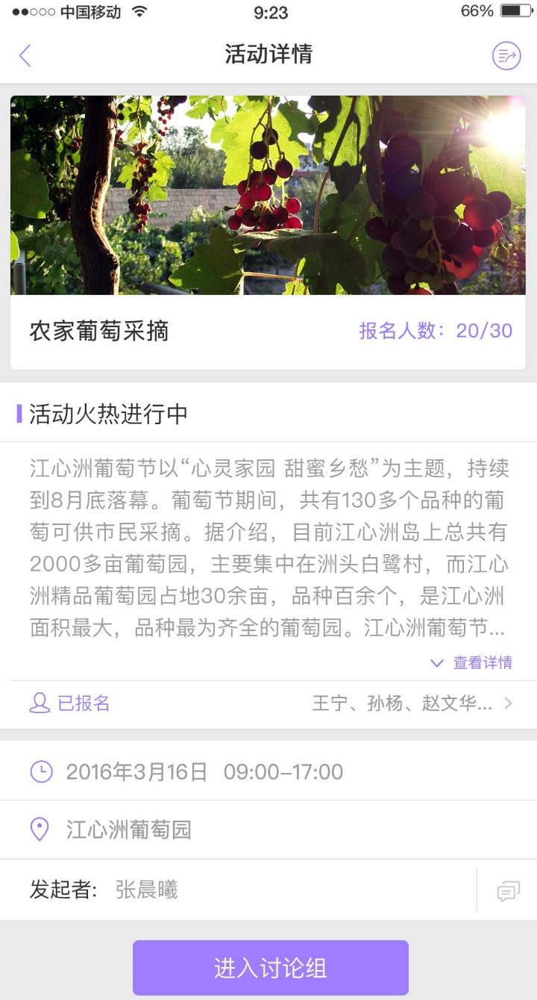 中国移动 9:23 66%
活动详情
农家葡萄采摘 报名人数：20/30
活动火热进行中
江心洲葡萄节以“心灵家园 甜蜜乡愁”为主题，持续
到8月底落幕。葡萄节期间，共有130多个品种的葡
萄可供市民采摘。据介绍，目前江心洲岛上总共有
2000多亩葡萄园，主要集中在洲头白鹭村，而江心
洲精品葡萄园占地30余亩，品种百余个，是江心洲
面积最大，品种最为齐全的葡萄园。江心洲葡萄节...
查看详情
已报名 王宁、孙杨、赵文华...
2016年3月16日 09:00–17:00
江心洲葡萄园
发起者: 张晨曦
进入讨论组